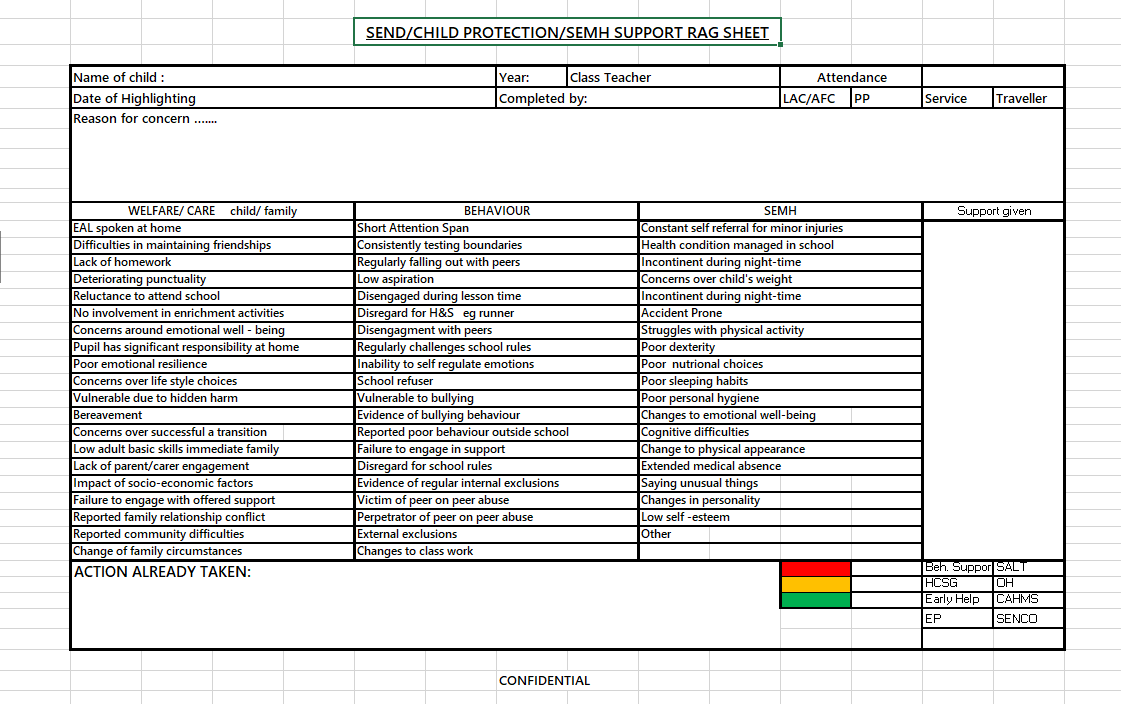 SEND/CHILD PROTECTION/SEMH SUPPORT RAG SHEET
Name of child : Year: Class Teacher Attendance
Date of Highlighting Completed by: LAC/AFC PP Service Traveller
Reason for concern .......
WELFARE/ CARE child/ family BEHAVIOUR SEMH Support given
EAL spoken at home Short Attention Span Constant self referral for minor injuries
Difficulties in maintaining friendships Consistently testing boundaries Health condition managed in school
Lack of homework Regularly falling out with peers Incontinent during night-time
Deteriorating punctuality Low aspiration Concerns over child's weight
Reluctance to attend school Disengaged during lesson time Incontinent during night-time
No involvement in enrichment activities Disregard for H&S eg runner Accident Prone
Concerns around emotional well - being Disengagment with peers Struggles with physical activity
Pupil has significant responsibility at home Regularly challenges school rules Poor dexterity
Poor emotional resilience Inability to self regulate emotions Poor nutrional choices
Concerns over life style choices School refuser Poor sleeping habits
Vulnerable due to hidden harm Vulnerable to bullying Poor personal hygiene
Bereavement Evidence of bullying behaviour Changes to emotional well-being
Concerns over successful a transition Reported poor behaviour outside school Cognitive difficulties
Low adult basic skills immediate family Failure to engage in support Change to physical appearance
Lack of parent/carer engagement Disregard for school rules Extended medical absence
Impact of socio-economic factors Evidence of regular internal exclusions Saying unusual things
Failure to engage with offered support Victim of peer on peer abuse Changes in personality
Reported family relationship conflict Perpetrator of peer on peer abuse Low self -esteem
Reported community difficulties External exclusions Other
Change of family circumstances Changes to class work
ACTION ALREADY TAKEN: Beh. Suppor SALT
HCSG OH
Early Help CAHMS
EP SENCO
CONFIDENTIAL